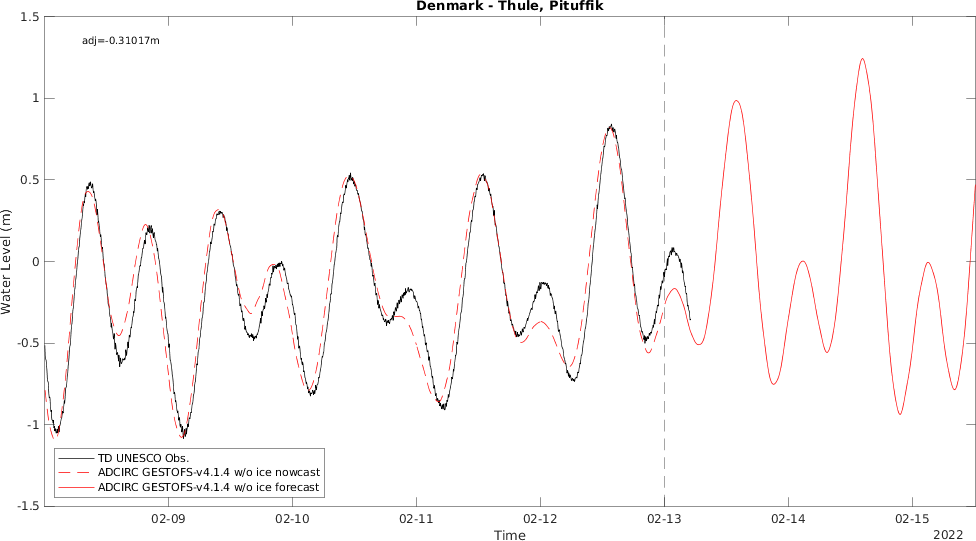 Denmark - Thule, Pituffik
adj=-0.31017m
1.5
1
0.5
0
-0.5
-1
-1.5
Water Level (m)
TD UNESCO Obs.
ADCIRC GESTOFS-v4.1.4 w/o ice nowcast
ADCIRC GESTOFS-v4.1.4 w/o ice forecast
02-09 02-10 02-11 02-12 02-13 02-14 02-15
Time
2022